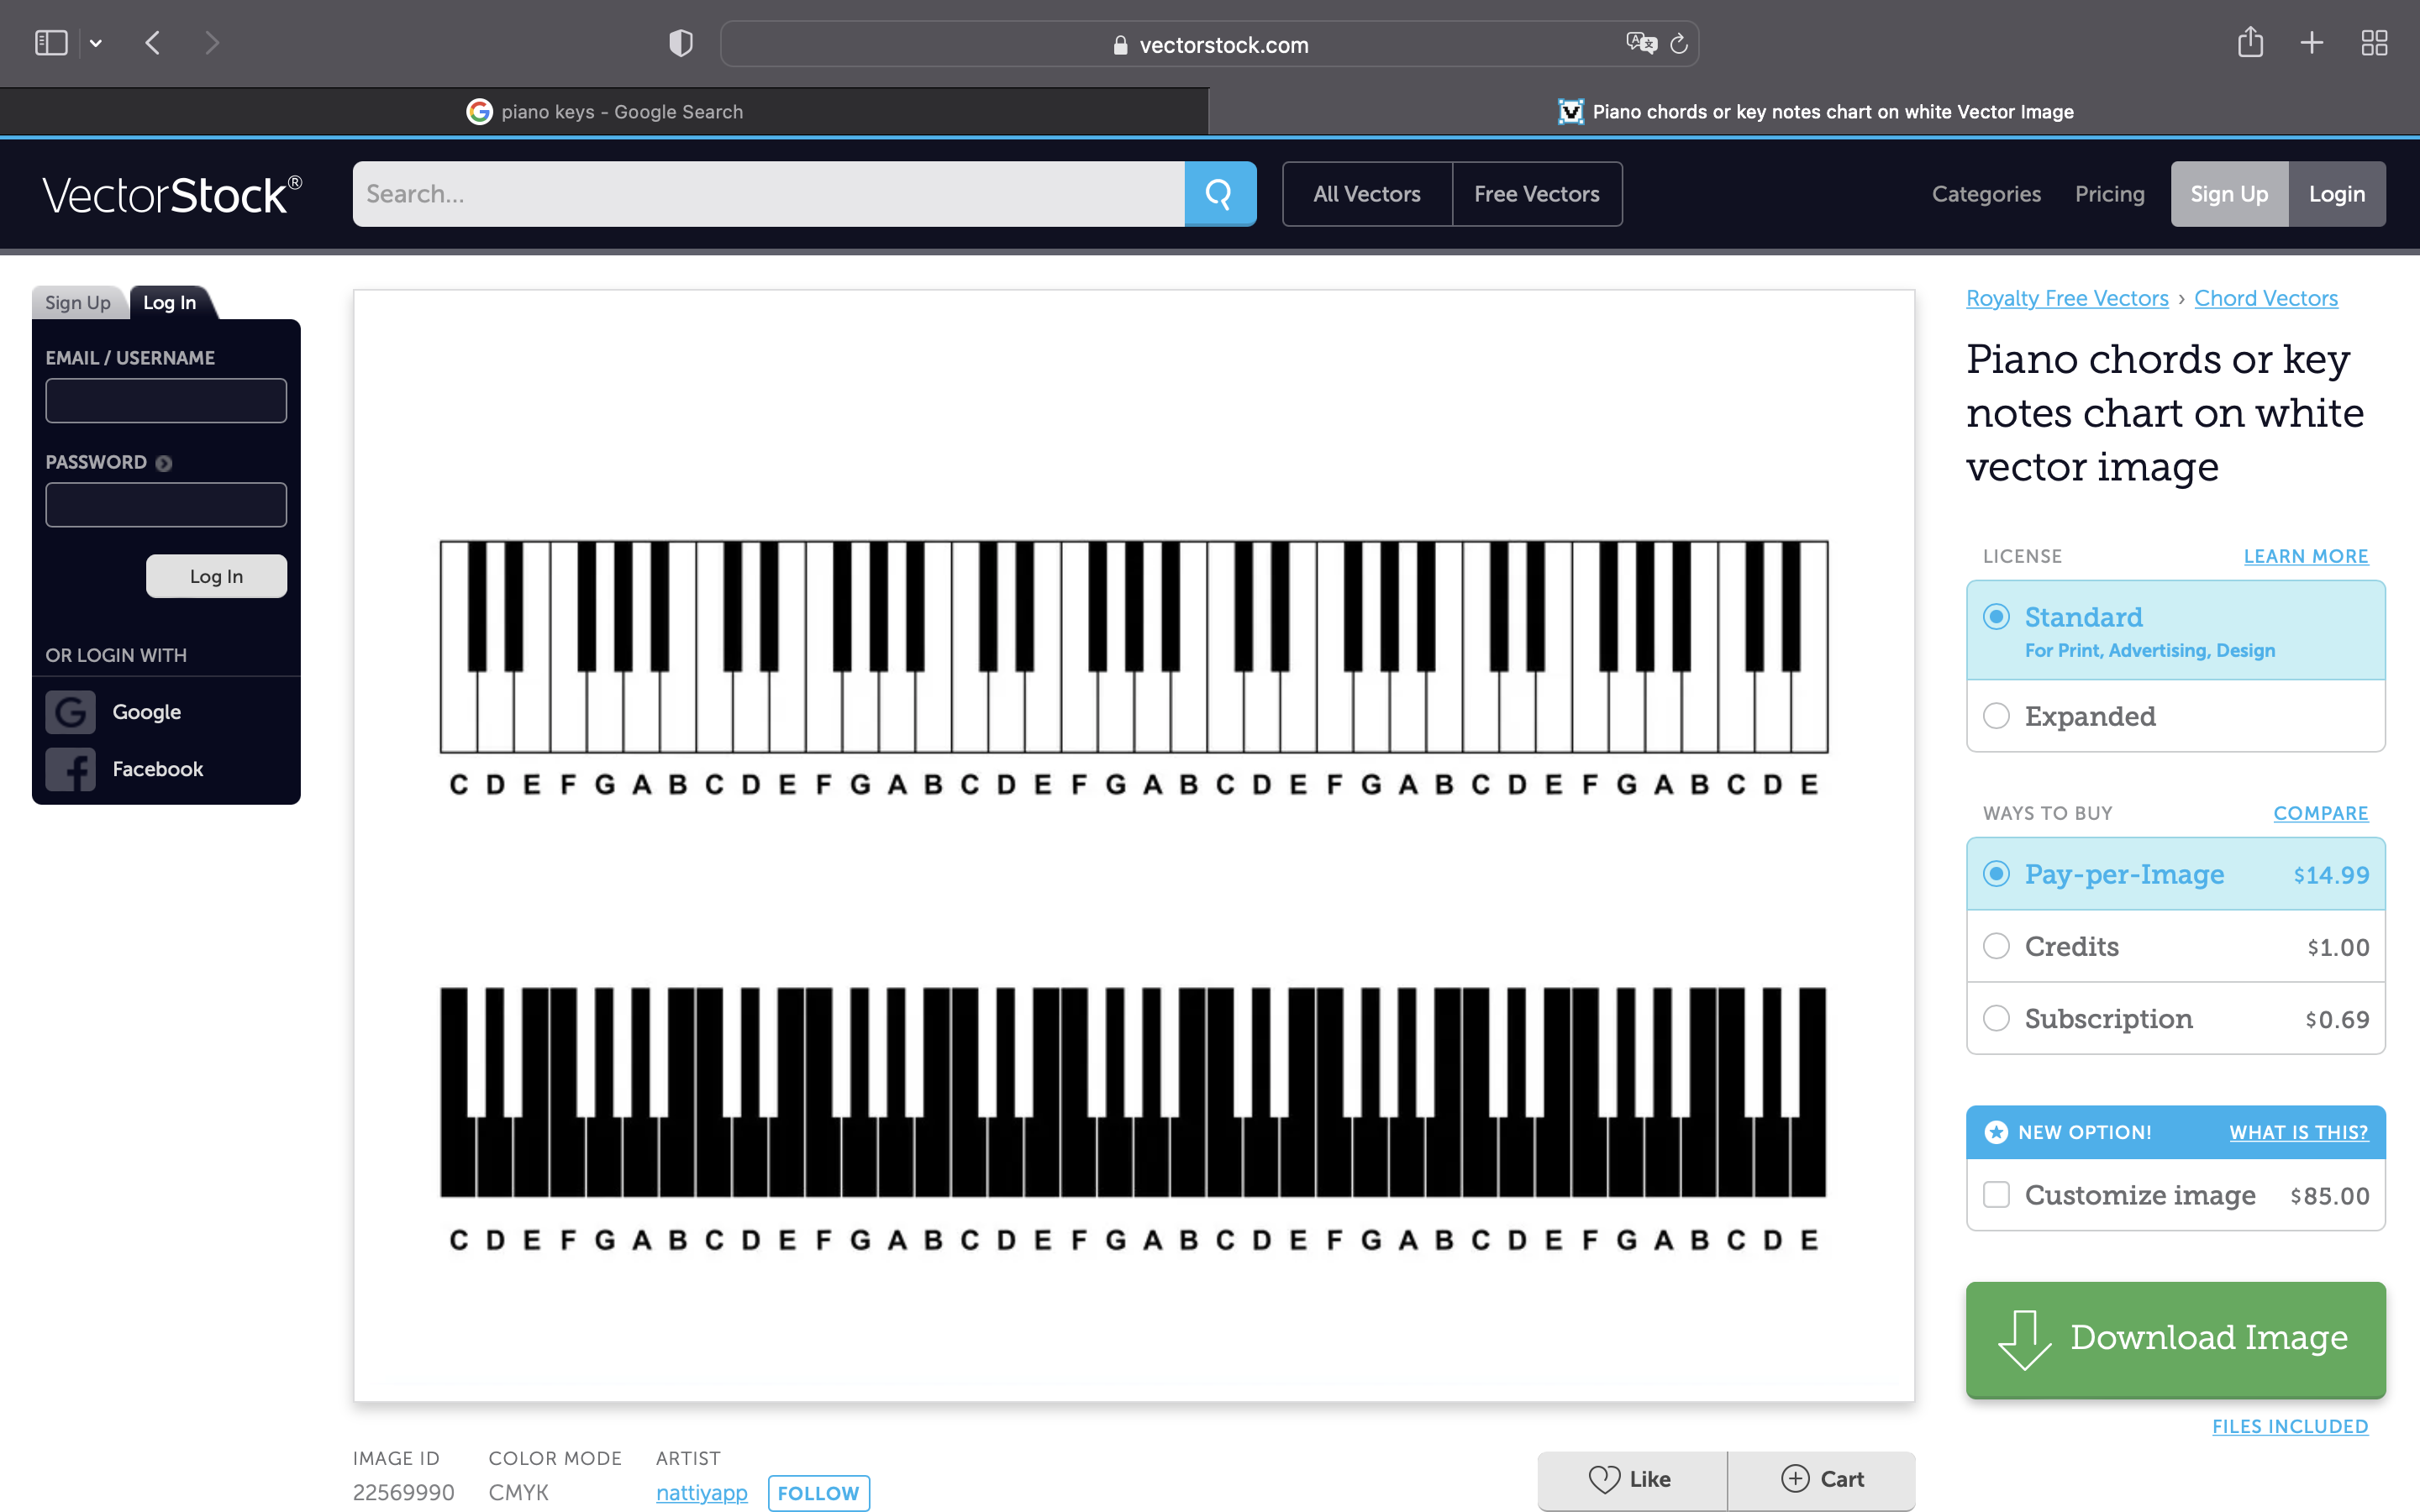 vectorstock.com
piano keys - Google Search
Piano chords or key notes chart on white Vector Image
VectorStock®
Search...
All Vectors
Free Vectors
Categories
Pricing
Sign Up
Login
Sign Up
Log In
EMAIL / USERNAME
PASSWORD
Log In
OR LOGIN WITH
Google
Facebook
C D E F G A B C D E F G A B C D E F G A B C D E F G A B C D E F G A B C D E
C D E F G A B C D E F G A B C D E F G A B C D E F G A B C D E F G A B C D E
IMAGE ID
22569990
COLOR MODE
CMYK
ARTIST
nattiyapp
FOLLOW
Like
Cart
Royalty Free Vectors › Chord Vectors
Piano chords or key
notes chart on white
vector image
LICENSE
LEARN MORE
Standard
For Print, Advertising, Design
Expanded
WAYS TO BUY
COMPARE
Pay-per-Image $14.99
Credits $1.00
Subscription $0.69
NEW OPTION!
WHAT IS THIS?
Customize image $85.00
Download Image
FILES INCLUDED